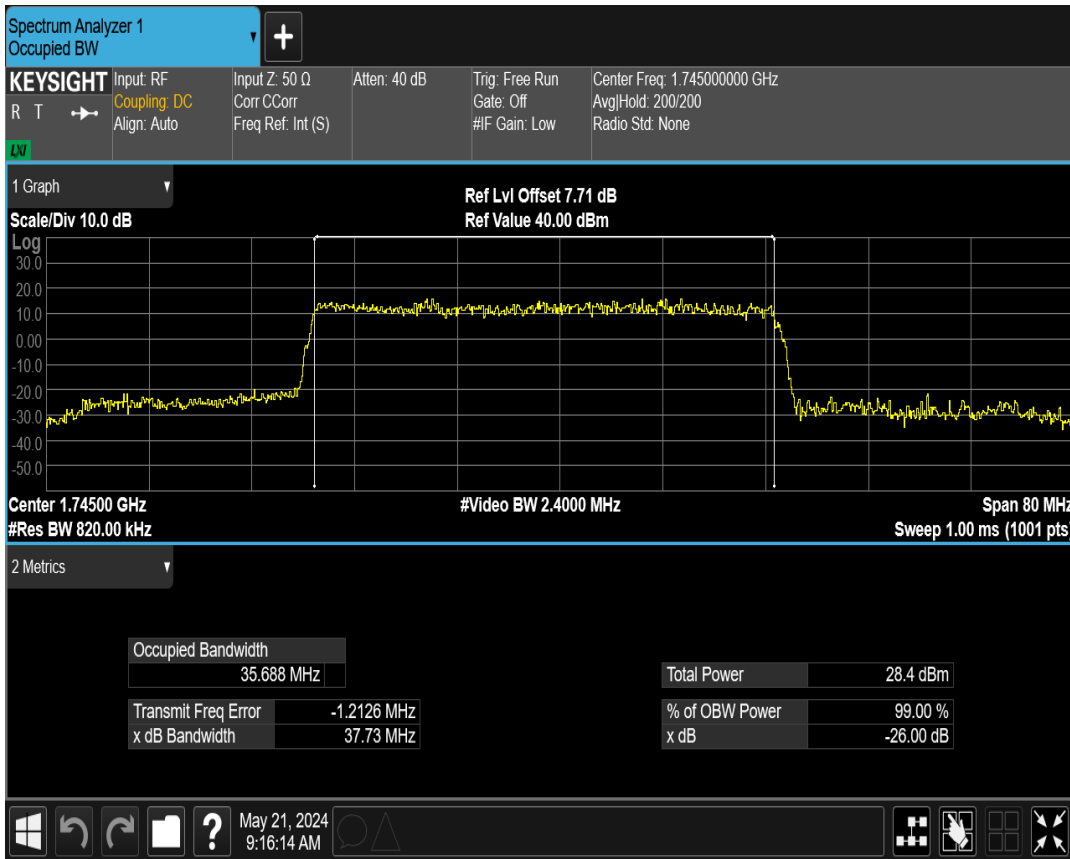 Spectrum Analyzer 1
Occupied BW
KEYSIGHT
R T
LXI
Input: RF
Coupling: DC
Align: Auto
Input Z: 50 Ω
Corr CCorr
Freq Ref: Int (S)
Atten: 40 dB
Trig: Free Run
Gate: Off
#IF Gain: Low
Center Freq: 1.745000000 GHz
Avg|Hold: 200/200
Radio Std: None
1 Graph
Scale/Div 10.0 dB
Ref Lvl Offset 7.71 dB
Ref Value 40.00 dBm
Log
30.0
20.0
10.0
0.00
-10.0
-20.0
-30.0
-40.0
-50.0
Center 1.74500 GHz
#Video BW 2.4000 MHz
Span 80 MHz
#Res BW 820.00 kHz
Sweep 1.00 ms (1001 pts)
2 Metrics
Occupied Bandwidth
35.688 MHz
Total Power 28.4 dBm
Transmit Freq Error -1.2126 MHz
% of OBW Power 99.00 %
x dB Bandwidth 37.73 MHz
x dB -26.00 dB
?
May 21, 2024
9:16:14 AM